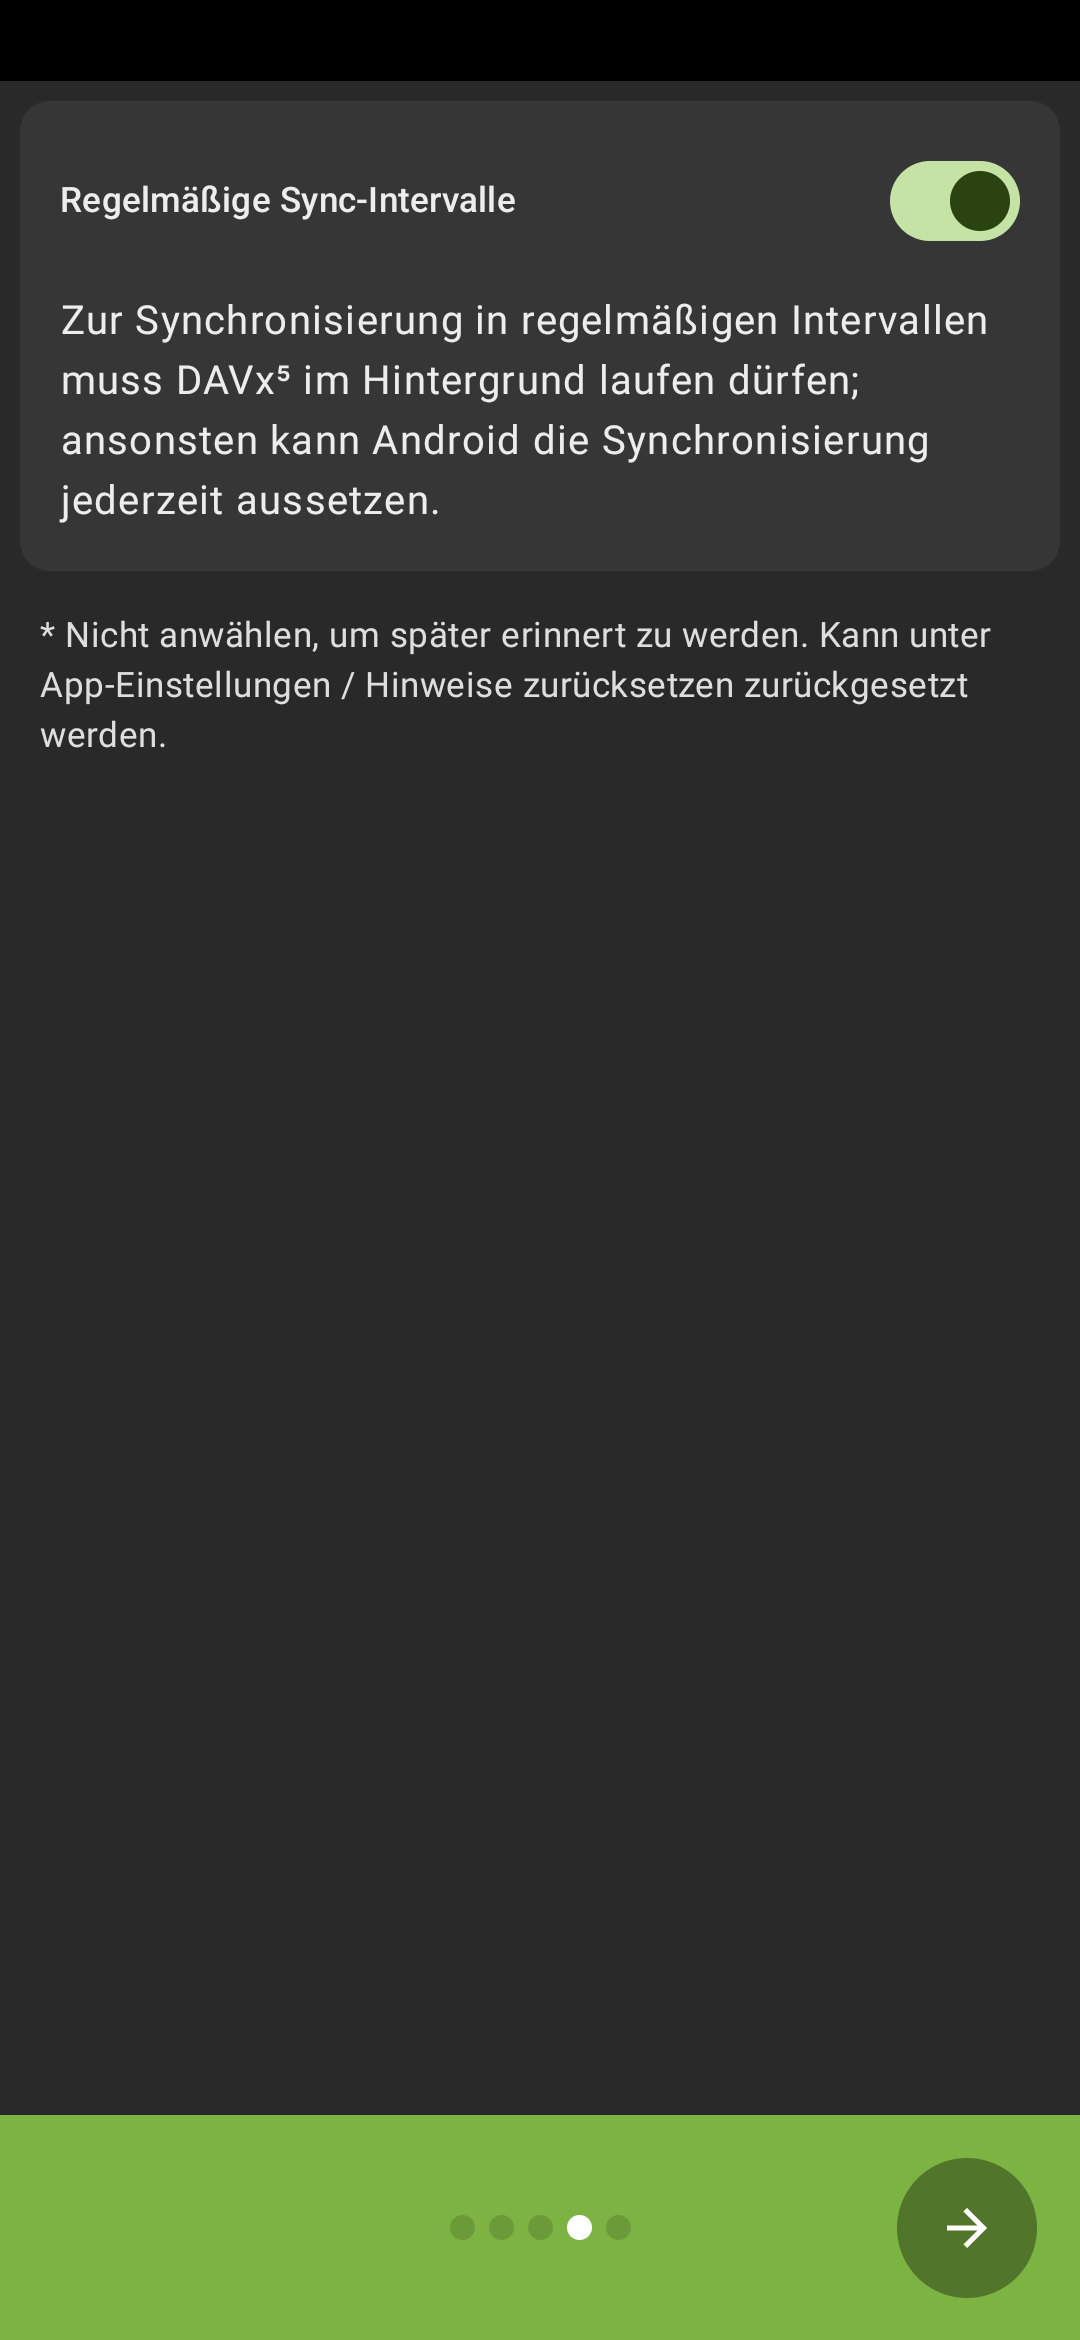 Regelmäßige Sync-Intervalle
Zur Synchronisierung in regelmäßigen Intervallen
muss DAVx⁵ im Hintergrund laufen dürfen;
ansonsten kann Android die Synchronisierung
jederzeit aussetzen.
* Nicht anwählen, um später erinnert zu werden. Kann unter
App-Einstellungen / Hinweise zurücksetzen zurückgesetzt
werden.